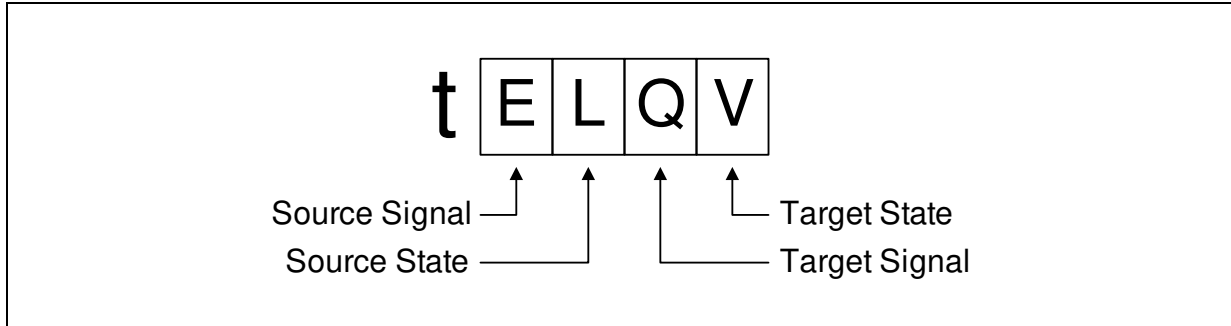 t E L Q V
Source Signal Target State
Source State Target Signal